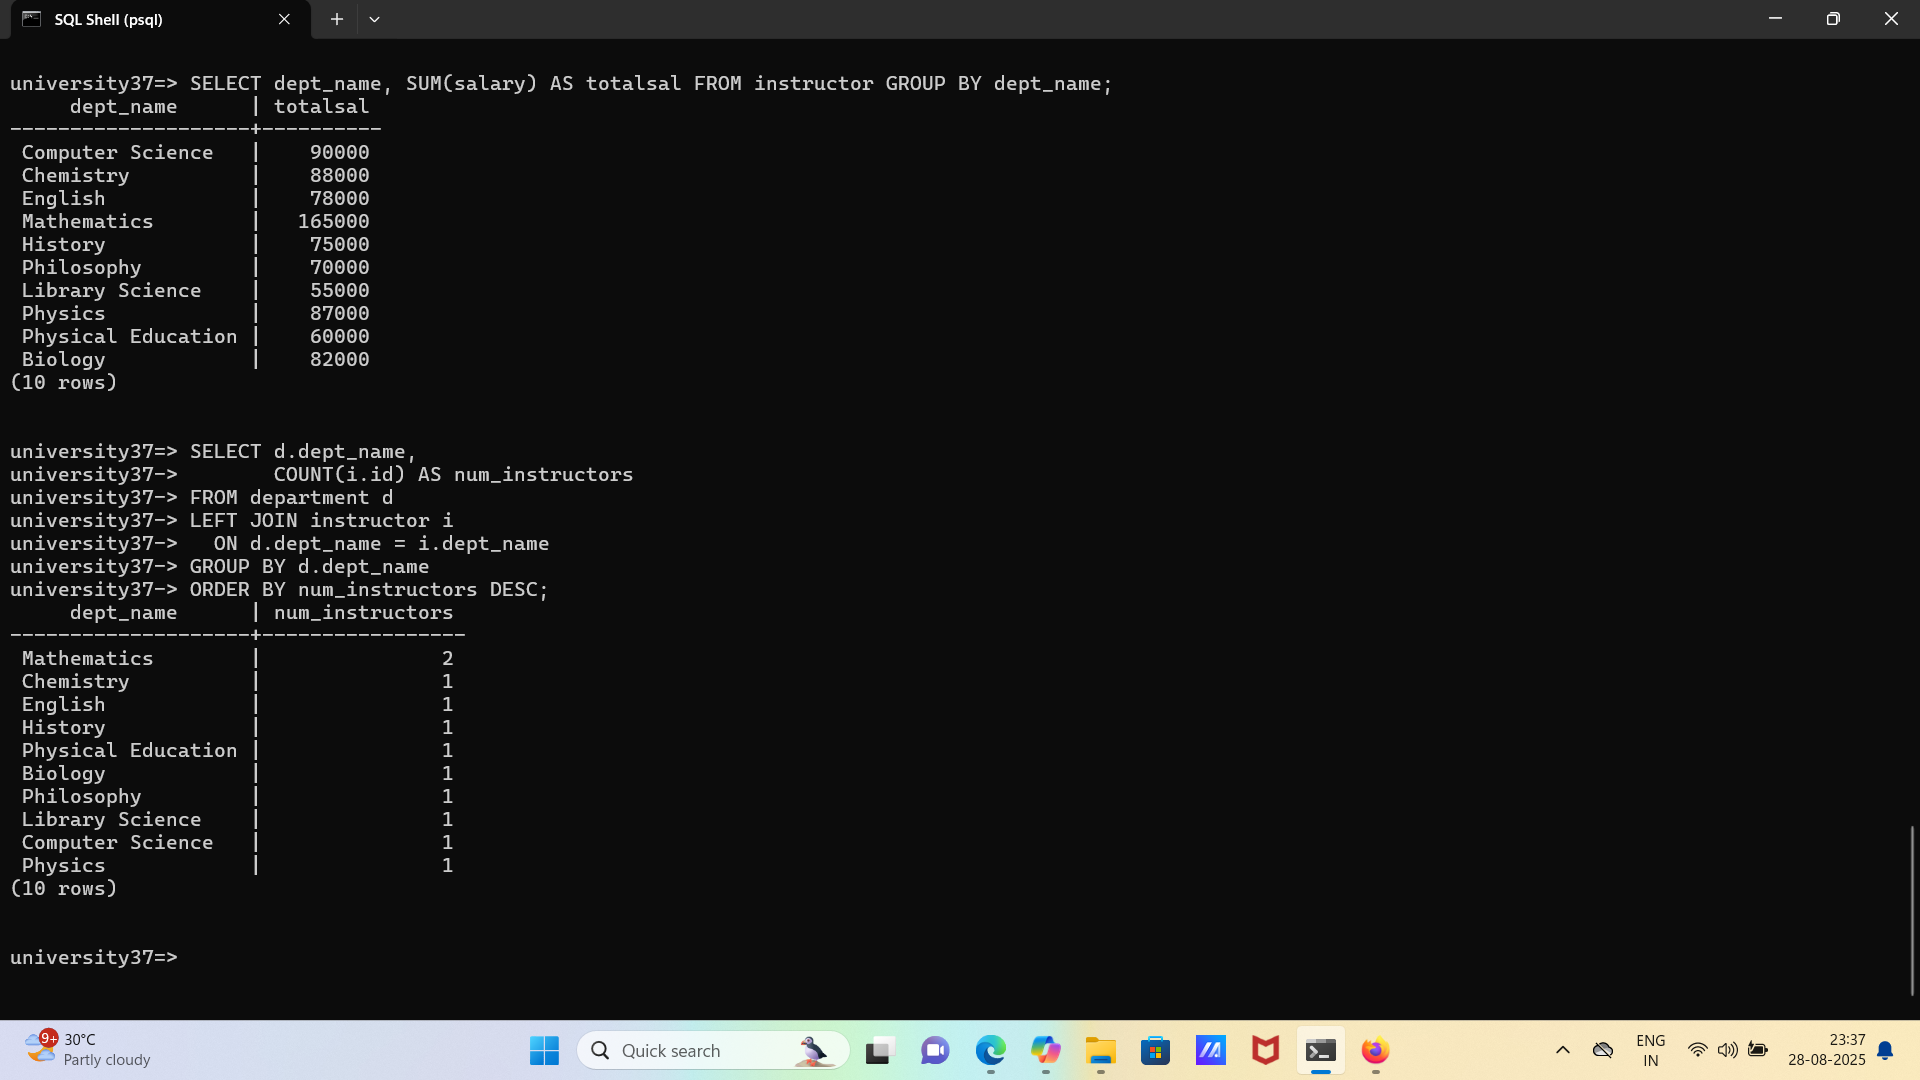 SQL Shell (psql)
university37=> SELECT dept_name, SUM(salary) AS totalsal FROM instructor GROUP BY dept_name;
     dept_name      | totalsal
--------------------+----------
 Computer Science   |    90000
 Chemistry          |    88000
 English            |    78000
 Mathematics        |   165000
 History            |    75000
 Philosophy         |    70000
 Library Science    |    55000
 Physics            |    87000
 Physical Education |    60000
 Biology            |    82000
(10 rows)
university37=> SELECT d.dept_name,
university37->        COUNT(i.id) AS num_instructors
university37-> FROM department d
university37-> LEFT JOIN instructor i
university37->   ON d.dept_name = i.dept_name
university37-> GROUP BY d.dept_name
university37-> ORDER BY num_instructors DESC;
     dept_name      | num_instructors
--------------------+-----------------
 Mathematics        |               2
 Chemistry          |               1
 English            |               1
 History            |               1
 Physical Education |               1
 Biology            |               1
 Philosophy         |               1
 Library Science    |               1
 Computer Science   |               1
 Physics            |               1
(10 rows)
university37=>
9+
30°C
Partly cloudy
Quick search
ENG
IN
23:37
28-08-2025